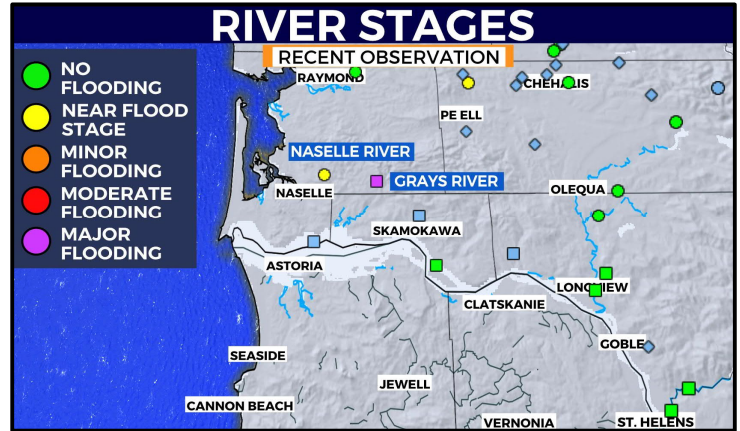 RIVER STAGES
RECENT OBSERVATION
NO
FLOODING
NEAR FLOOD
STAGE
MINOR
FLOODING
MODERATE
FLOODING
MAJOR
FLOODING
RAYMOND
CHEHALIS
PE ELL
NASELLE RIVER
GRAYS RIVER
NASELLE
OLEQUA
SKAMOKAWA
ASTORIA
LONGVIEW
CLATSKANIE
GOBLE
SEASIDE
JEWELL
CANNON BEACH
VERNONIA
ST. HELENS